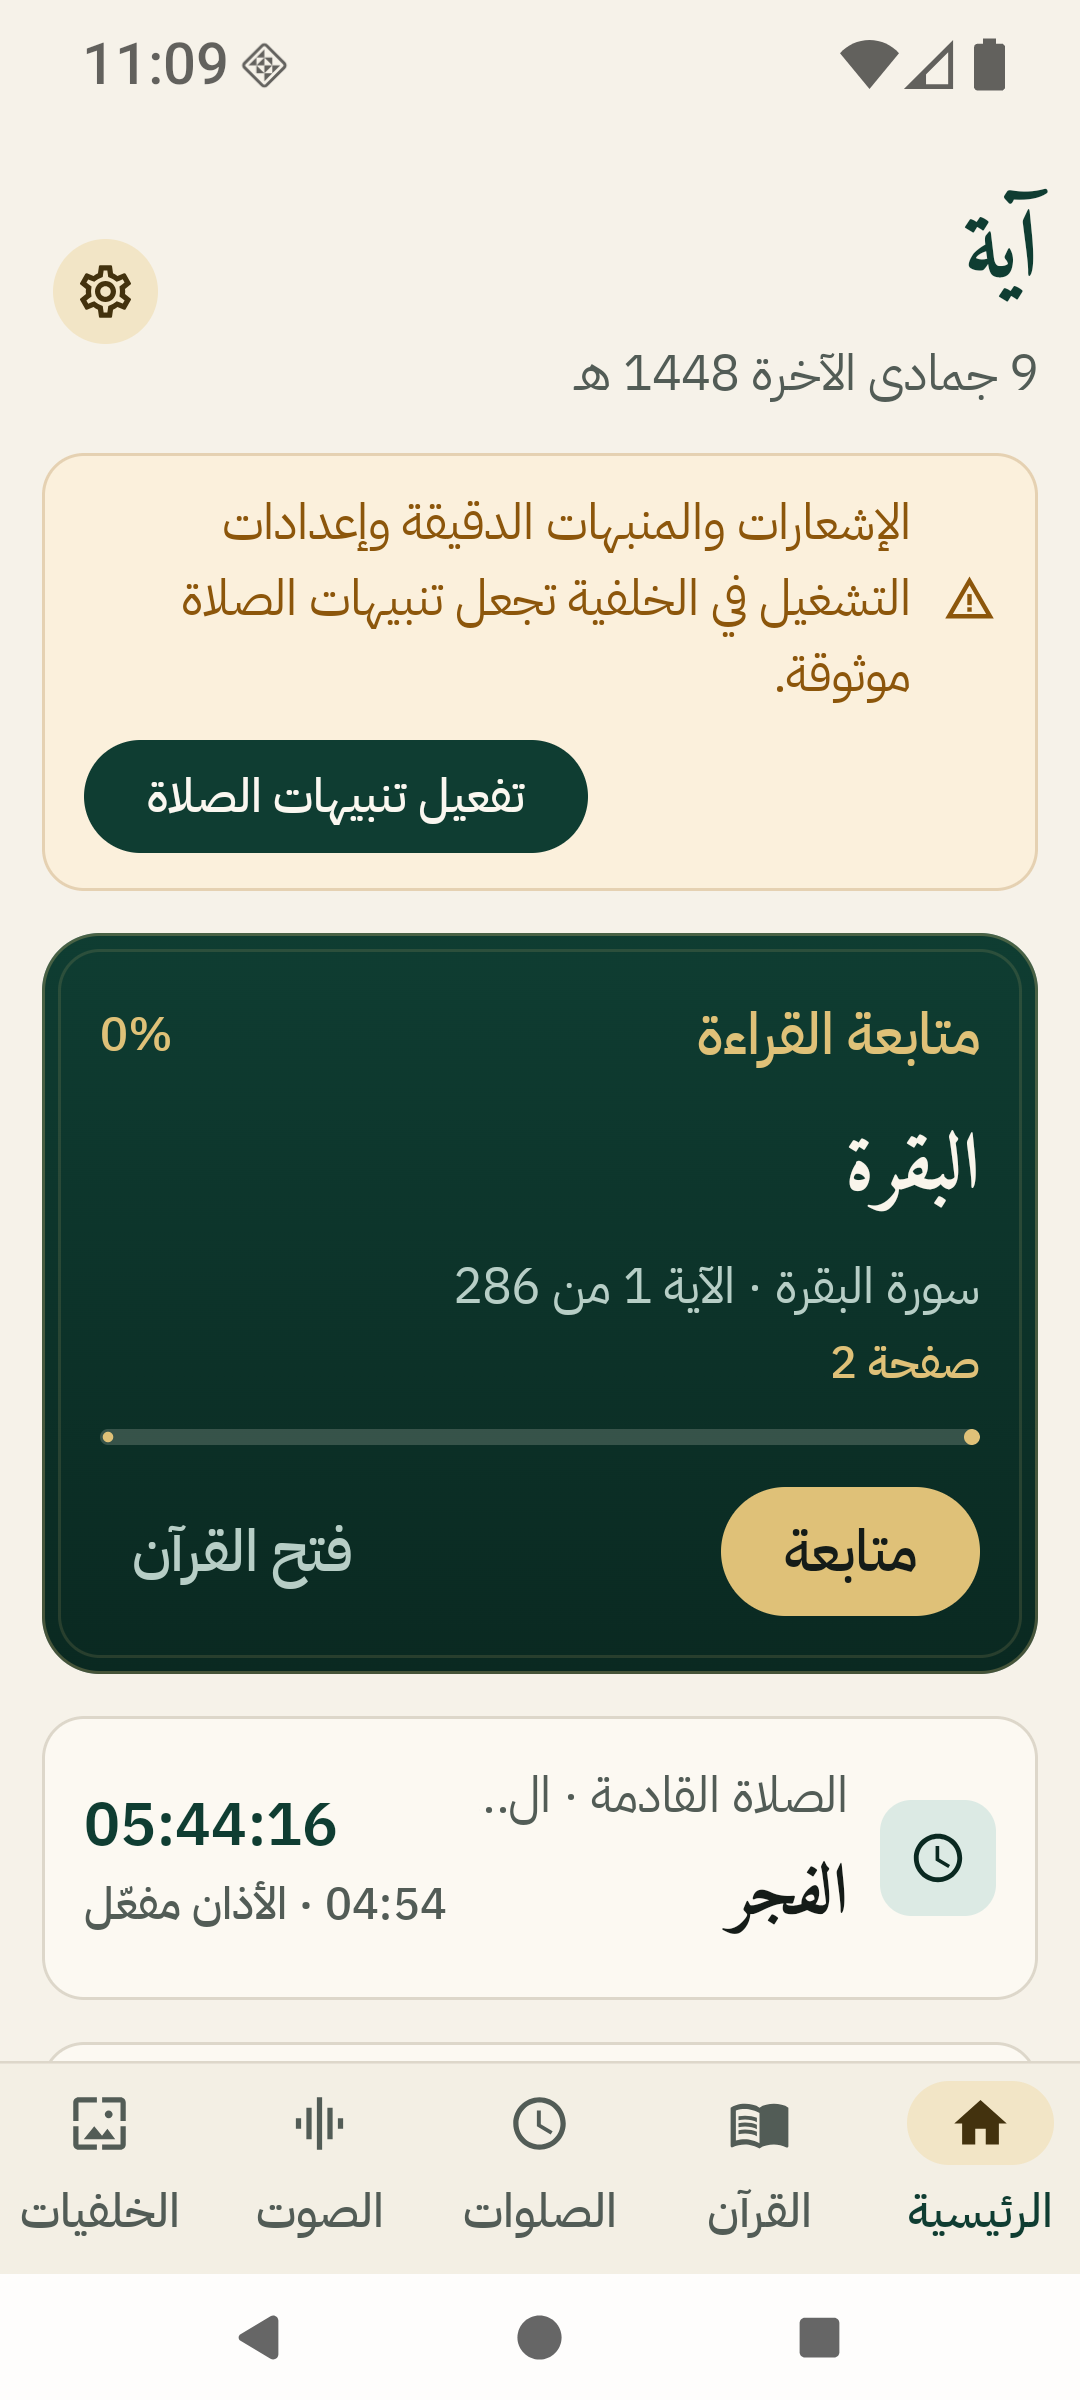 11:09
آية
9 جمادى الآخرة 1448 هـ
الإشعارات والمنبهات الدقيقة وإعدادات
التشغيل في الخلفية تجعل تنبيهات الصلاة
موثوقة.
تفعيل تنبيهات الصلاة
متابعة القراءة
0%
البقرة
سورة البقرة · الآية 1 من 286
صفحة 2
متابعة
فتح القرآن
الصلاة القادمة · ال..
الفجر
05:44:16
04:54 · الأذان مفعّل
الرئيسية
القرآن
الصلوات
الصوت
الخلفيات